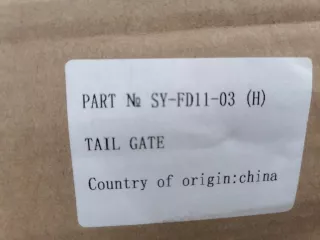 PART № SY-FD11-03 (H)
TAIL GATE
Country of origin:china